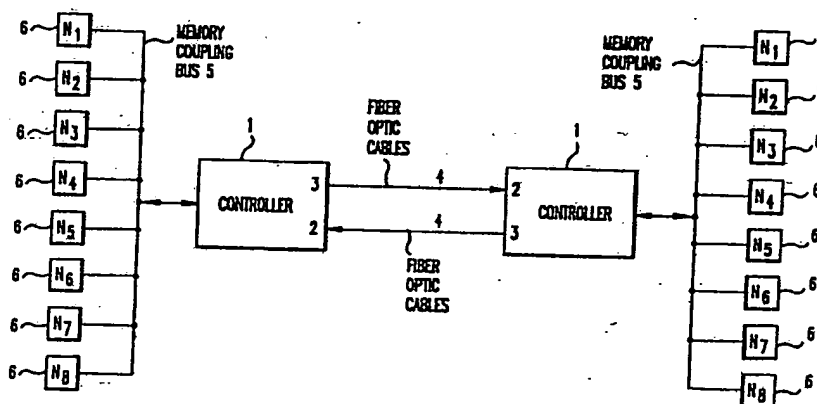 6 N1
6 N2
6 N3
6 N4
6 N5
6 N6
6 N7
6 N8
MEMORY
COUPLING
BUS 5
1
CONTROLLER
3
2
FIBER
OPTIC
CABLES
4
4
FIBER
OPTIC
CABLES
1
2
CONTROLLER
3
MEMORY
COUPLING
BUS 5
N1
N2
N3
N4 6
N5 6
N6 6
N7 6
N8 6